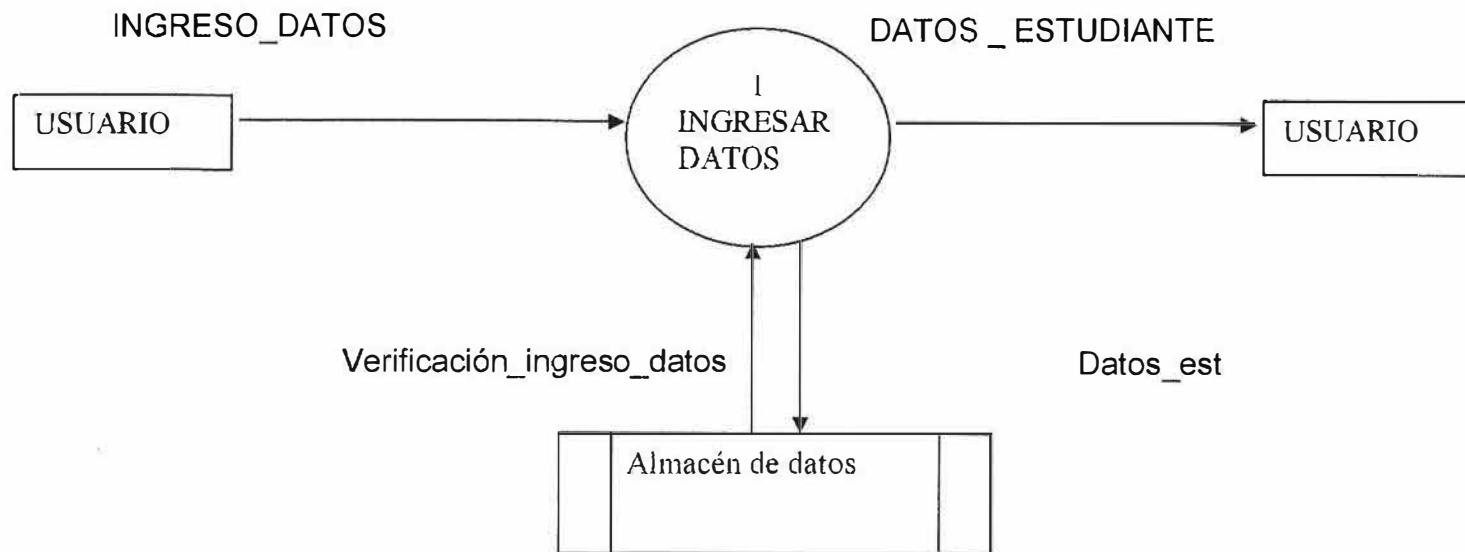 INGRESO_DATOS
DATOS _ ESTUDIANTE
USUARIO
1
INGRESAR
DATOS
USUARIO
Verificación_ingreso_datos
Datos_est
Almacén de datos